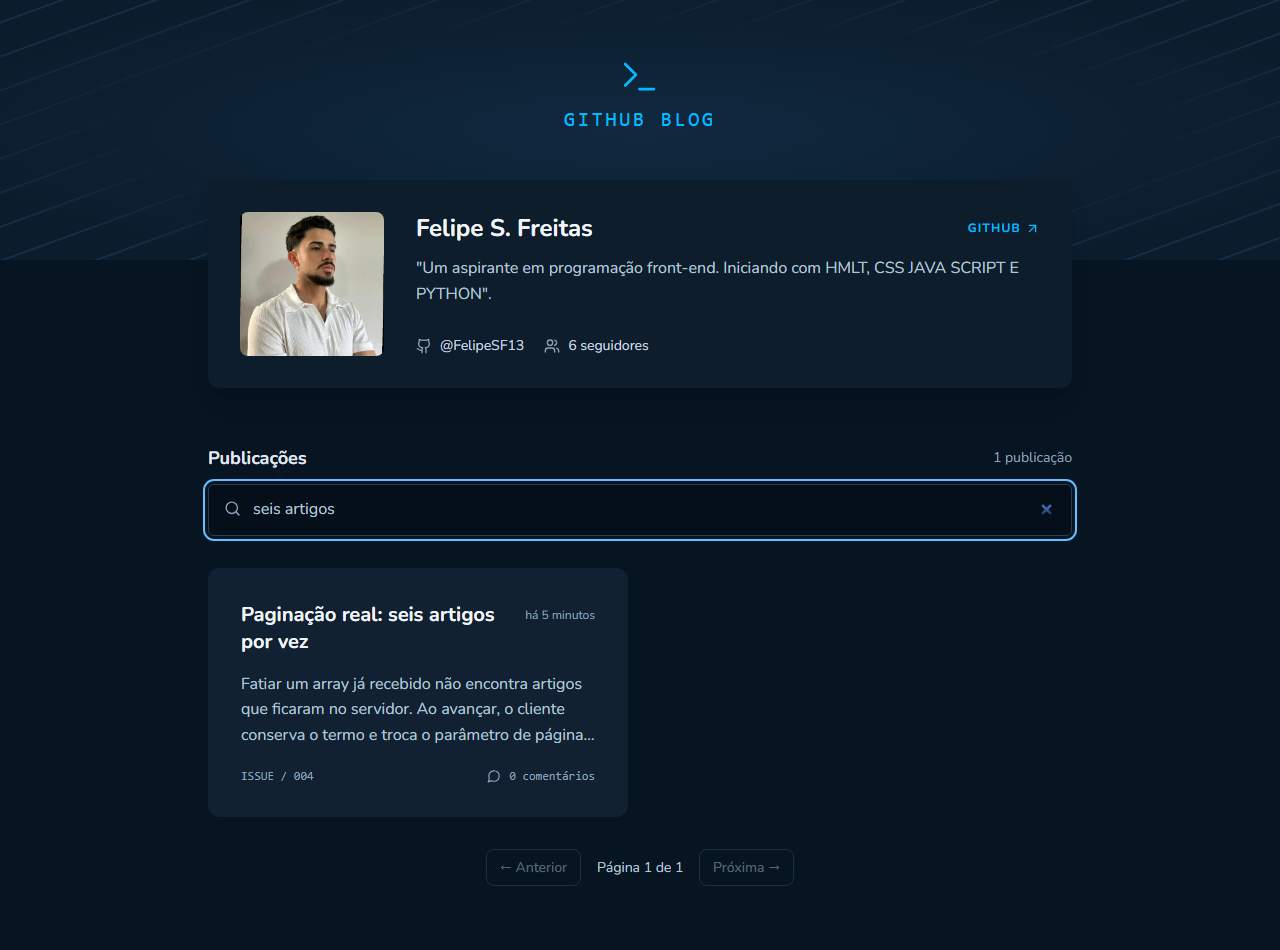 GITHUB BLOG
Felipe S. Freitas
GITHUB
"Um aspirante em programação front-end. Iniciando com HMLT, CSS JAVA SCRIPT E
PYTHON".
@FelipeSF13
6 seguidores
Publicações
1 publicação
seis artigos
Paginação real: seis artigos
por vez
há 5 minutos
Fatiar um array já recebido não encontra artigos
que ficaram no servidor. Ao avançar, o cliente
conserva o termo e troca o parâmetro de página...
ISSUE / 004
0 comentários
← Anterior
Página 1 de 1
Próxima →